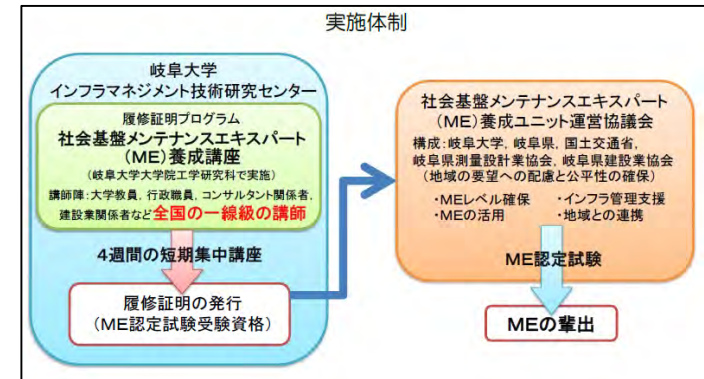 実施体制
岐阜大学
インフラマネジメント技術研究センター
履修証明プログラム
社会基盤メンテナンスエキスパート
(ME)養成講座
(岐阜大学大学院工学研究科で実施)
講師陣:大学教員, 行政職員, コンサルタント関係者,
建設業関係者など全国の一線級の講師
4週間の短期集中講座
履修証明の発行
(ME認定試験受験資格)
社会基盤メンテナンスエキスパート
(ME)養成ユニット運営協議会
構成:岐阜大学, 岐阜県, 国土交通省,
岐阜県測量設計業協会, 岐阜県建設業協会
(地域の要望への配慮と公平性の確保)
・MEレベル確保 ・インフラ管理支援
・MEの活用 ・地域との連携
ME認定試験
MEの輩出